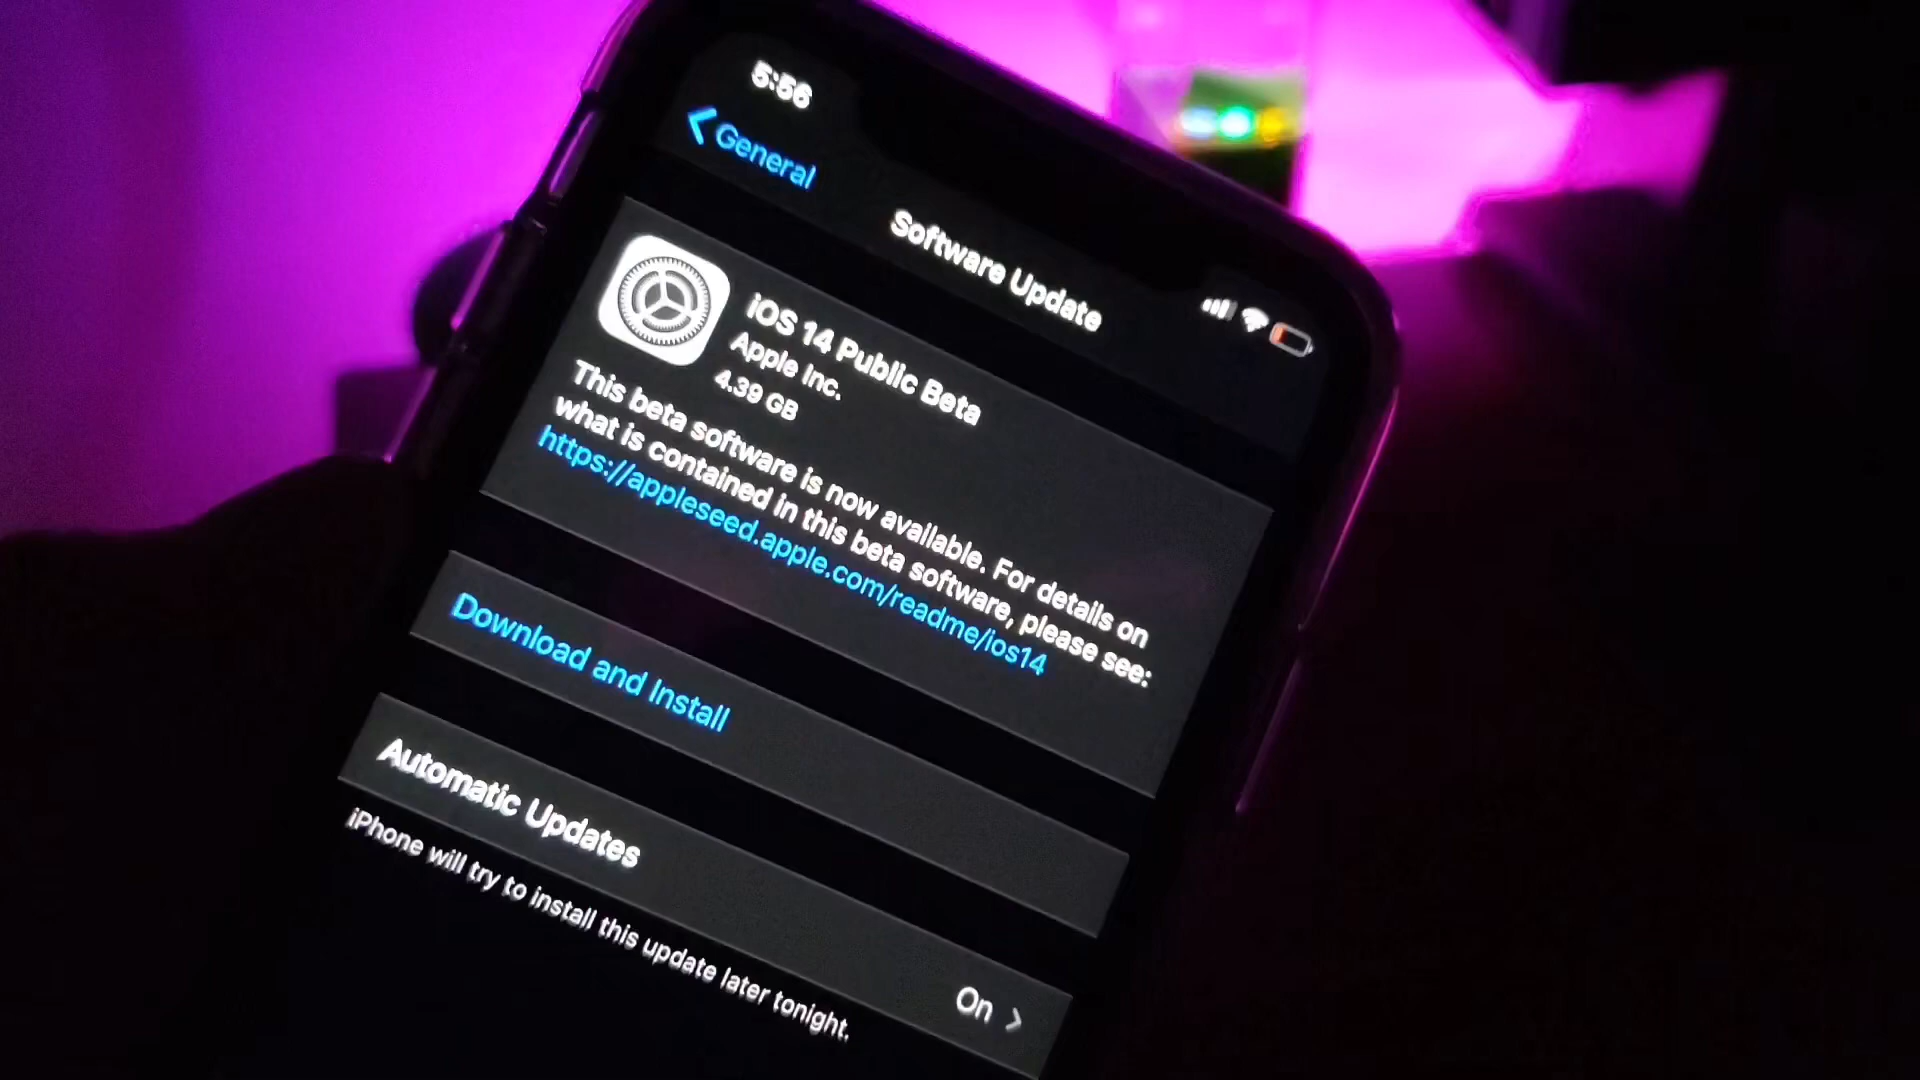 5:56
General
Software Update
iOS 14 Public Beta
Apple Inc.
4.39 GB
This beta software is now available. For details on
what is contained in this beta software, please see:
https://appleseed.apple.com/readme/ios14
Download and Install
Automatic Updates
On
iPhone will try to install this update later tonight.